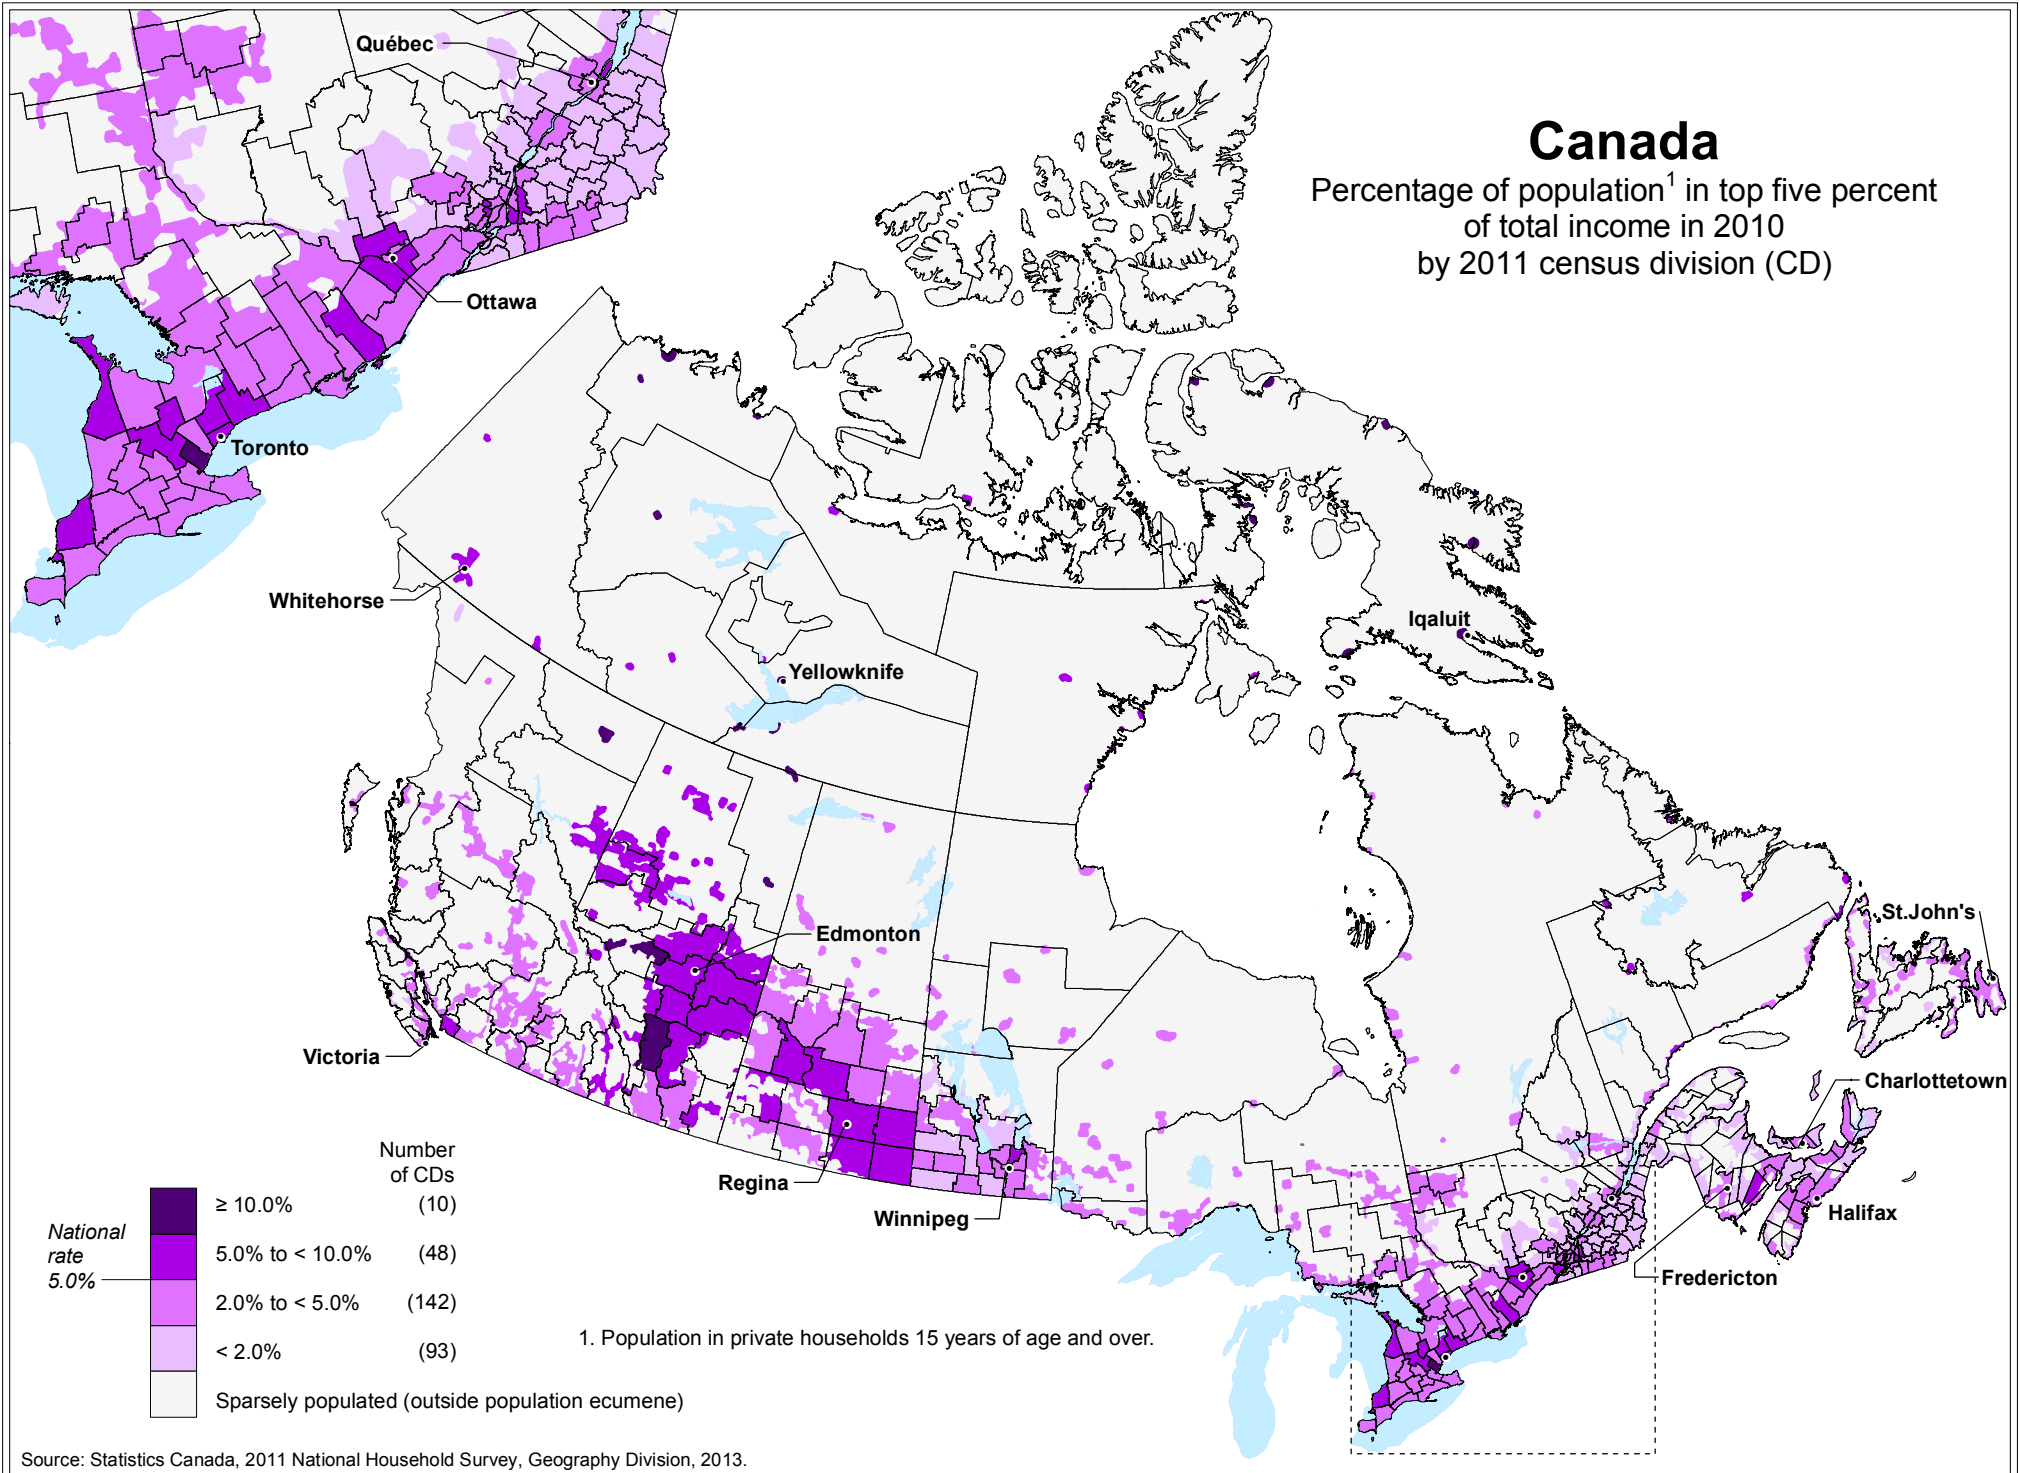 Canada
Percentage of population1 in top five percent
of total income in 2010
by 2011 census division (CD)
Québec
Ottawa
Toronto
Whitehorse
Yellowknife
Iqaluit
Edmonton
St.John's
Victoria
Charlottetown
Regina
Winnipeg
Halifax
Fredericton
Number
of CDs
National
rate
5.0%
≥ 10.0% (10)
5.0% to < 10.0% (48)
2.0% to < 5.0% (142)
< 2.0% (93)
Sparsely populated (outside population ecumene)
1. Population in private households 15 years of age and over.
Source: Statistics Canada, 2011 National Household Survey, Geography Division, 2013.